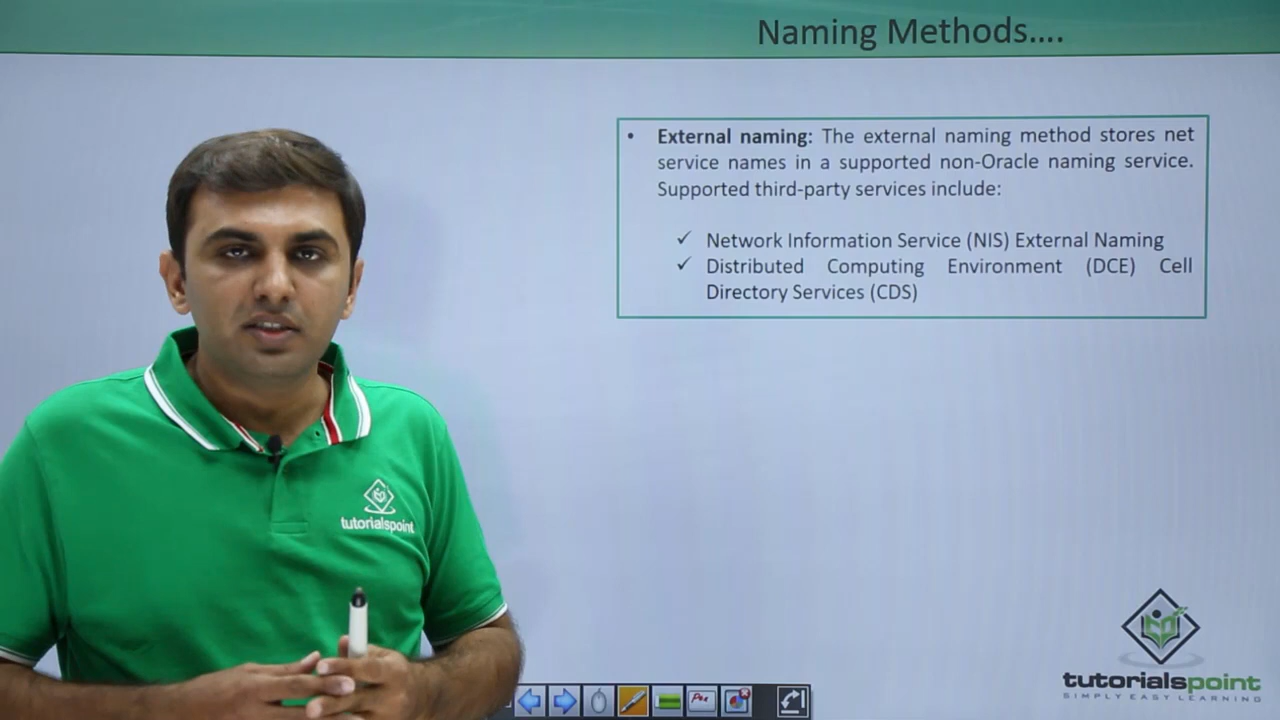 Naming Methods....
• External naming: The external naming method stores net
service names in a supported non-Oracle naming service.
Supported third-party services include:
✓ Network Information Service (NIS) External Naming
✓ Distributed Computing Environment (DCE) Cell
Directory Services (CDS)
tutorialspoint
tutorialspoint
SIMPLY EASY LEARNING